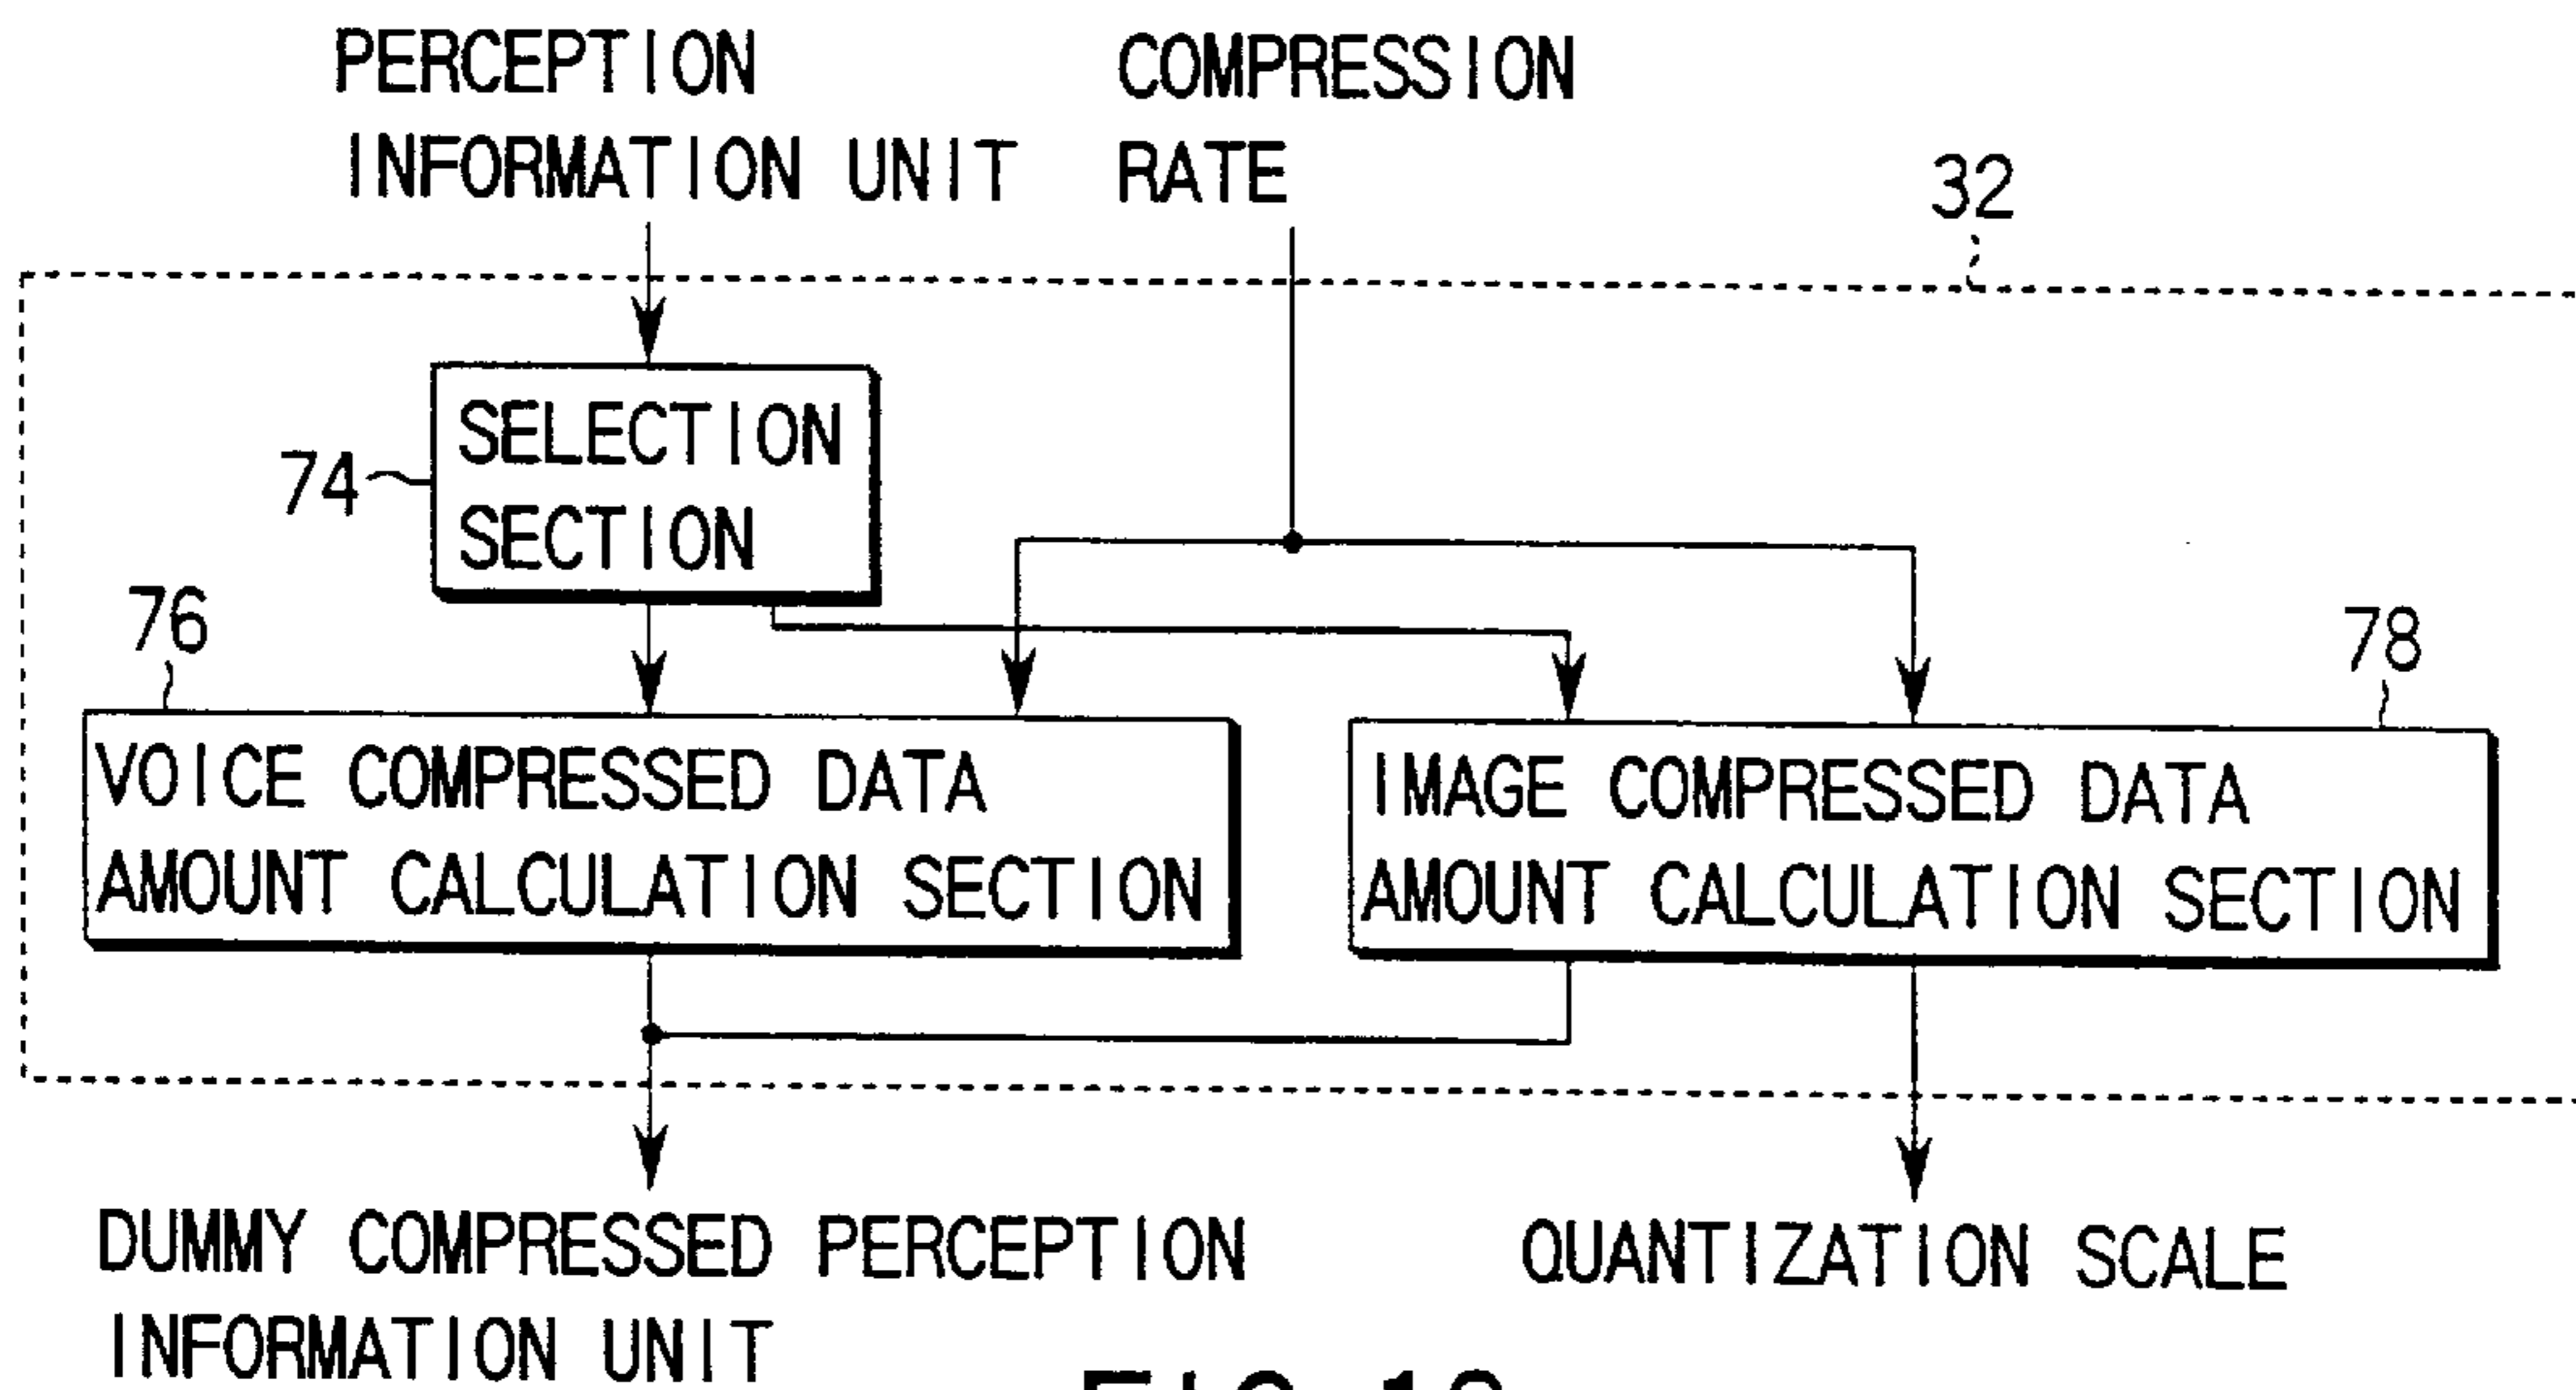 PERCEPTION
INFORMATION UNIT
COMPRESSION
RATE
32
SELECTION
SECTION
74
76
78
VOICE COMPRESSED DATA
AMOUNT CALCULATION SECTION
IMAGE COMPRESSED DATA
AMOUNT CALCULATION SECTION
DUMMY COMPRESSED PERCEPTION
INFORMATION UNIT
QUANTIZATION SCALE